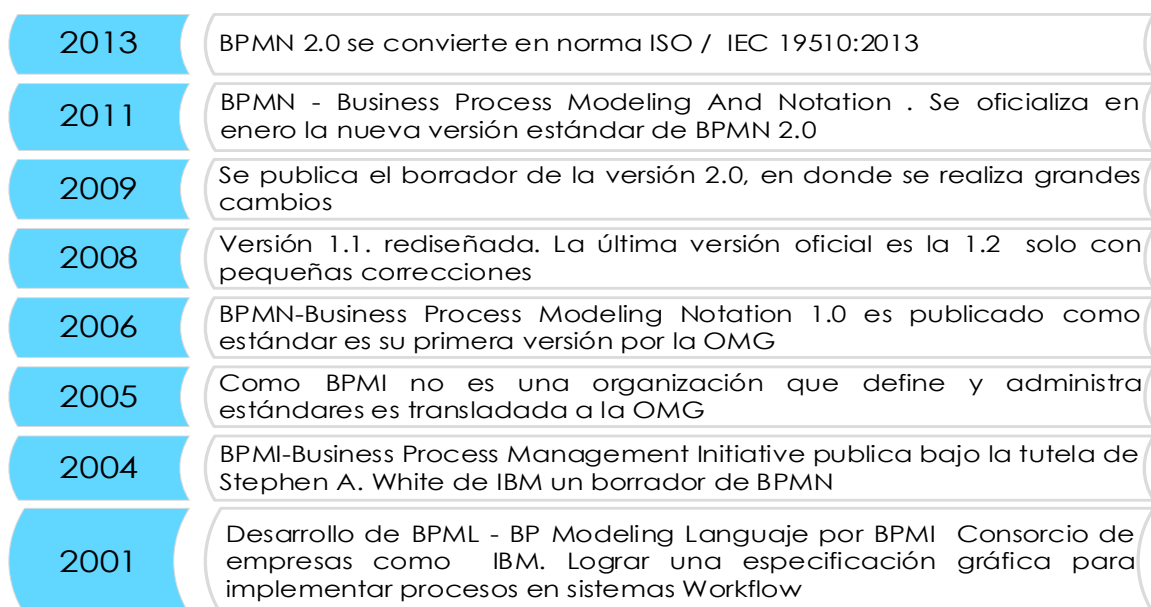 2013
BPMN 2.0 se convierte en norma ISO / IEC 19510:2013
2011
BPMN - Business Process Modeling And Notation . Se oficializa en
enero la nueva versión estándar de BPMN 2.0
2009
Se publica el borrador de la versión 2.0, en donde se realiza grandes
cambios
2008
Versión 1.1. rediseñada. La última versión oficial es la 1.2 solo con
pequeñas correcciones
2006
BPMN-Business Process Modeling Notation 1.0 es publicado como
estándar es su primera versión por la OMG
2005
Como BPMI no es una organización que define y administra
estándares es transladada a la OMG
2004
BPMI-Business Process Management Initiative publica bajo la tutela de
Stephen A. White de IBM un borrador de BPMN
2001
Desarrollo de BPML - BP Modeling Languaje por BPMI Consorcio de
empresas como IBM. Lograr una especificación gráfica para
implementar procesos en sistemas Workflow